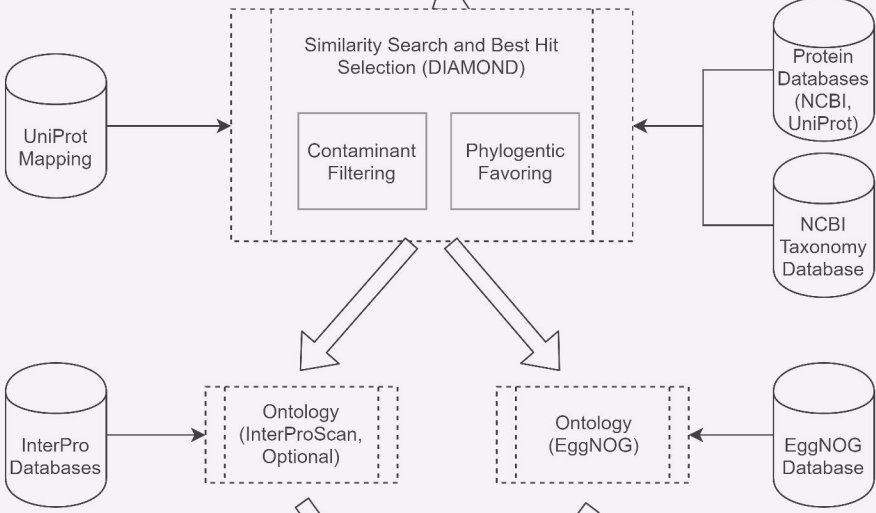 Similarity Search and Best Hit
Selection (DIAMOND)
Protein
Databases
(NCBI,
UniProt)
UniProt
Mapping
Contaminant
Filtering
Phylogentic
Favoring
NCBI
Taxonomy
Database
InterPro
Databases
Ontology
(InterProScan,
Optional)
Ontology
(EggNOG)
EggNOG
Database